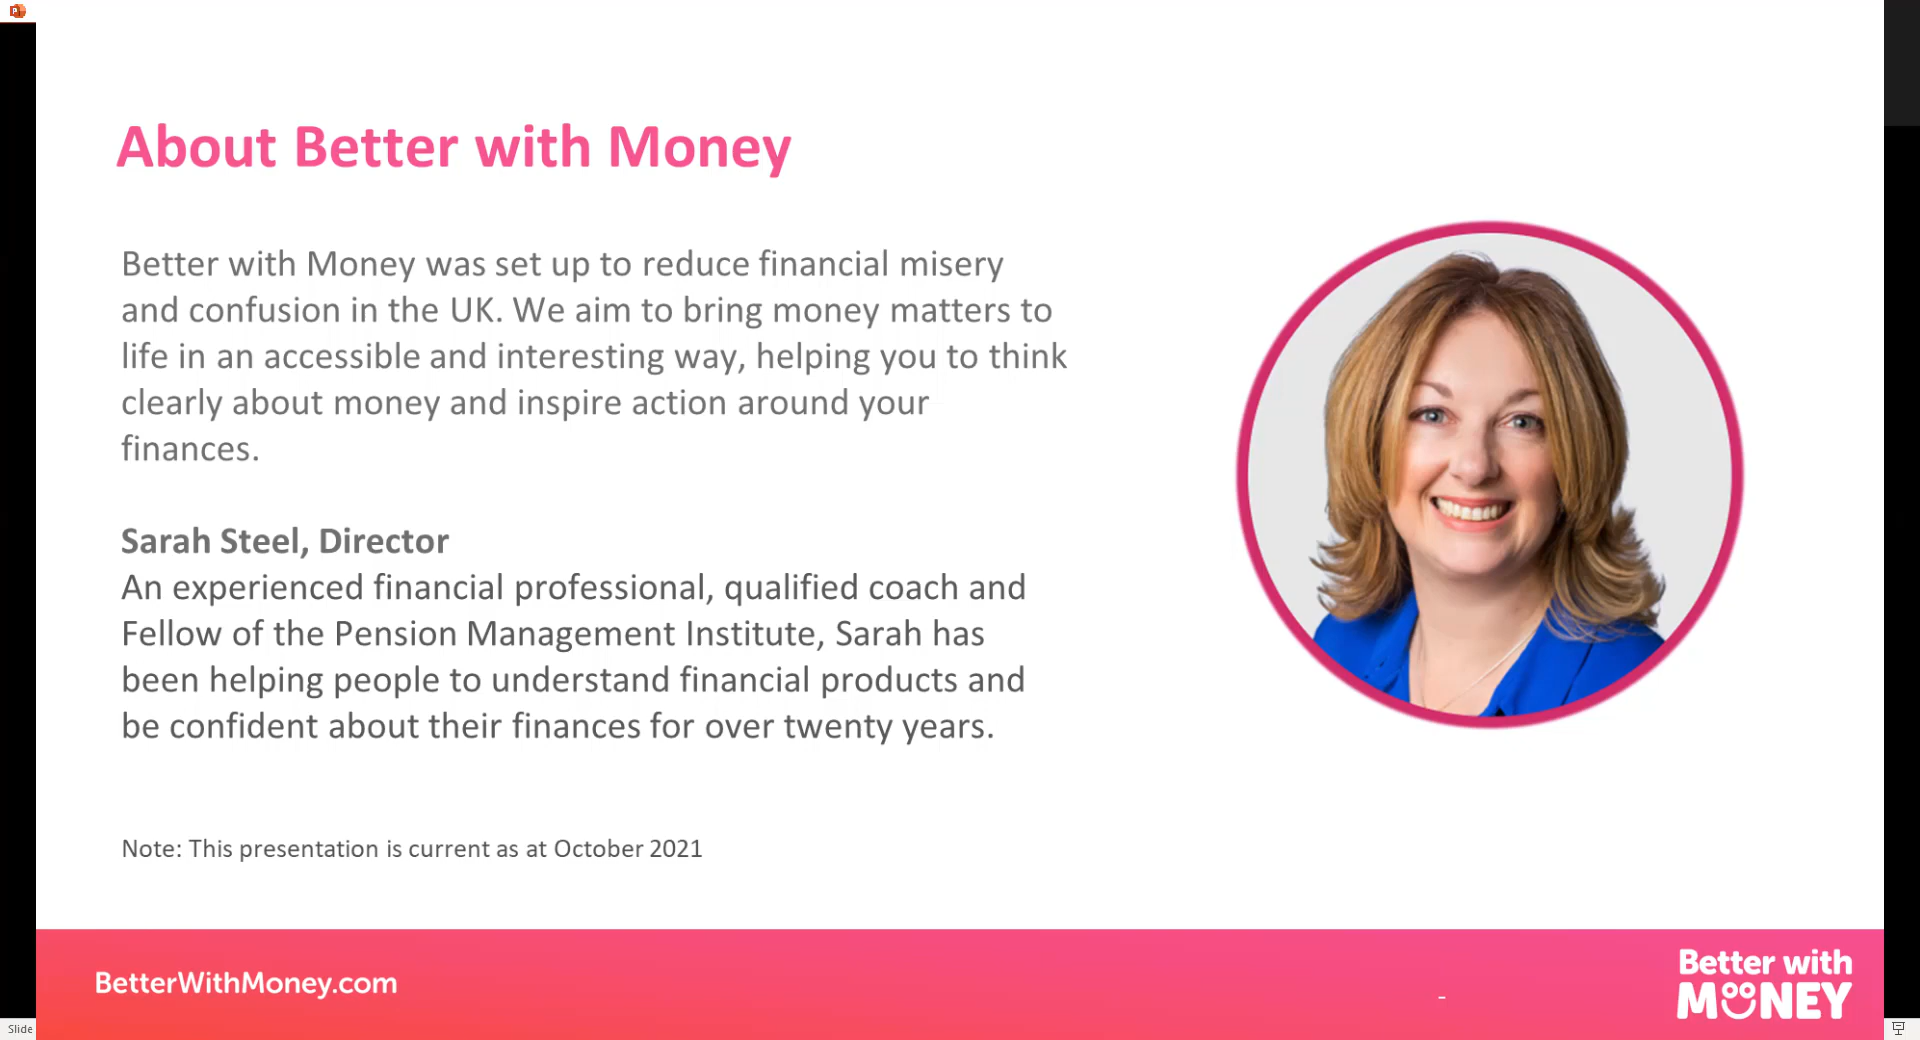 About Better with Money
Better with Money was set up to reduce financial misery
and confusion in the UK. We aim to bring money matters to
life in an accessible and interesting way, helping you to think
clearly about money and inspire action around your
finances.
Sarah Steel, Director
An experienced financial professional, qualified coach and
Fellow of the Pension Management Institute, Sarah has
been helping people to understand financial products and
be confident about their finances for over twenty years.
Note: This presentation is current as at October 2021
BetterWithMoney.com
-
Better with
MONEY
Slide